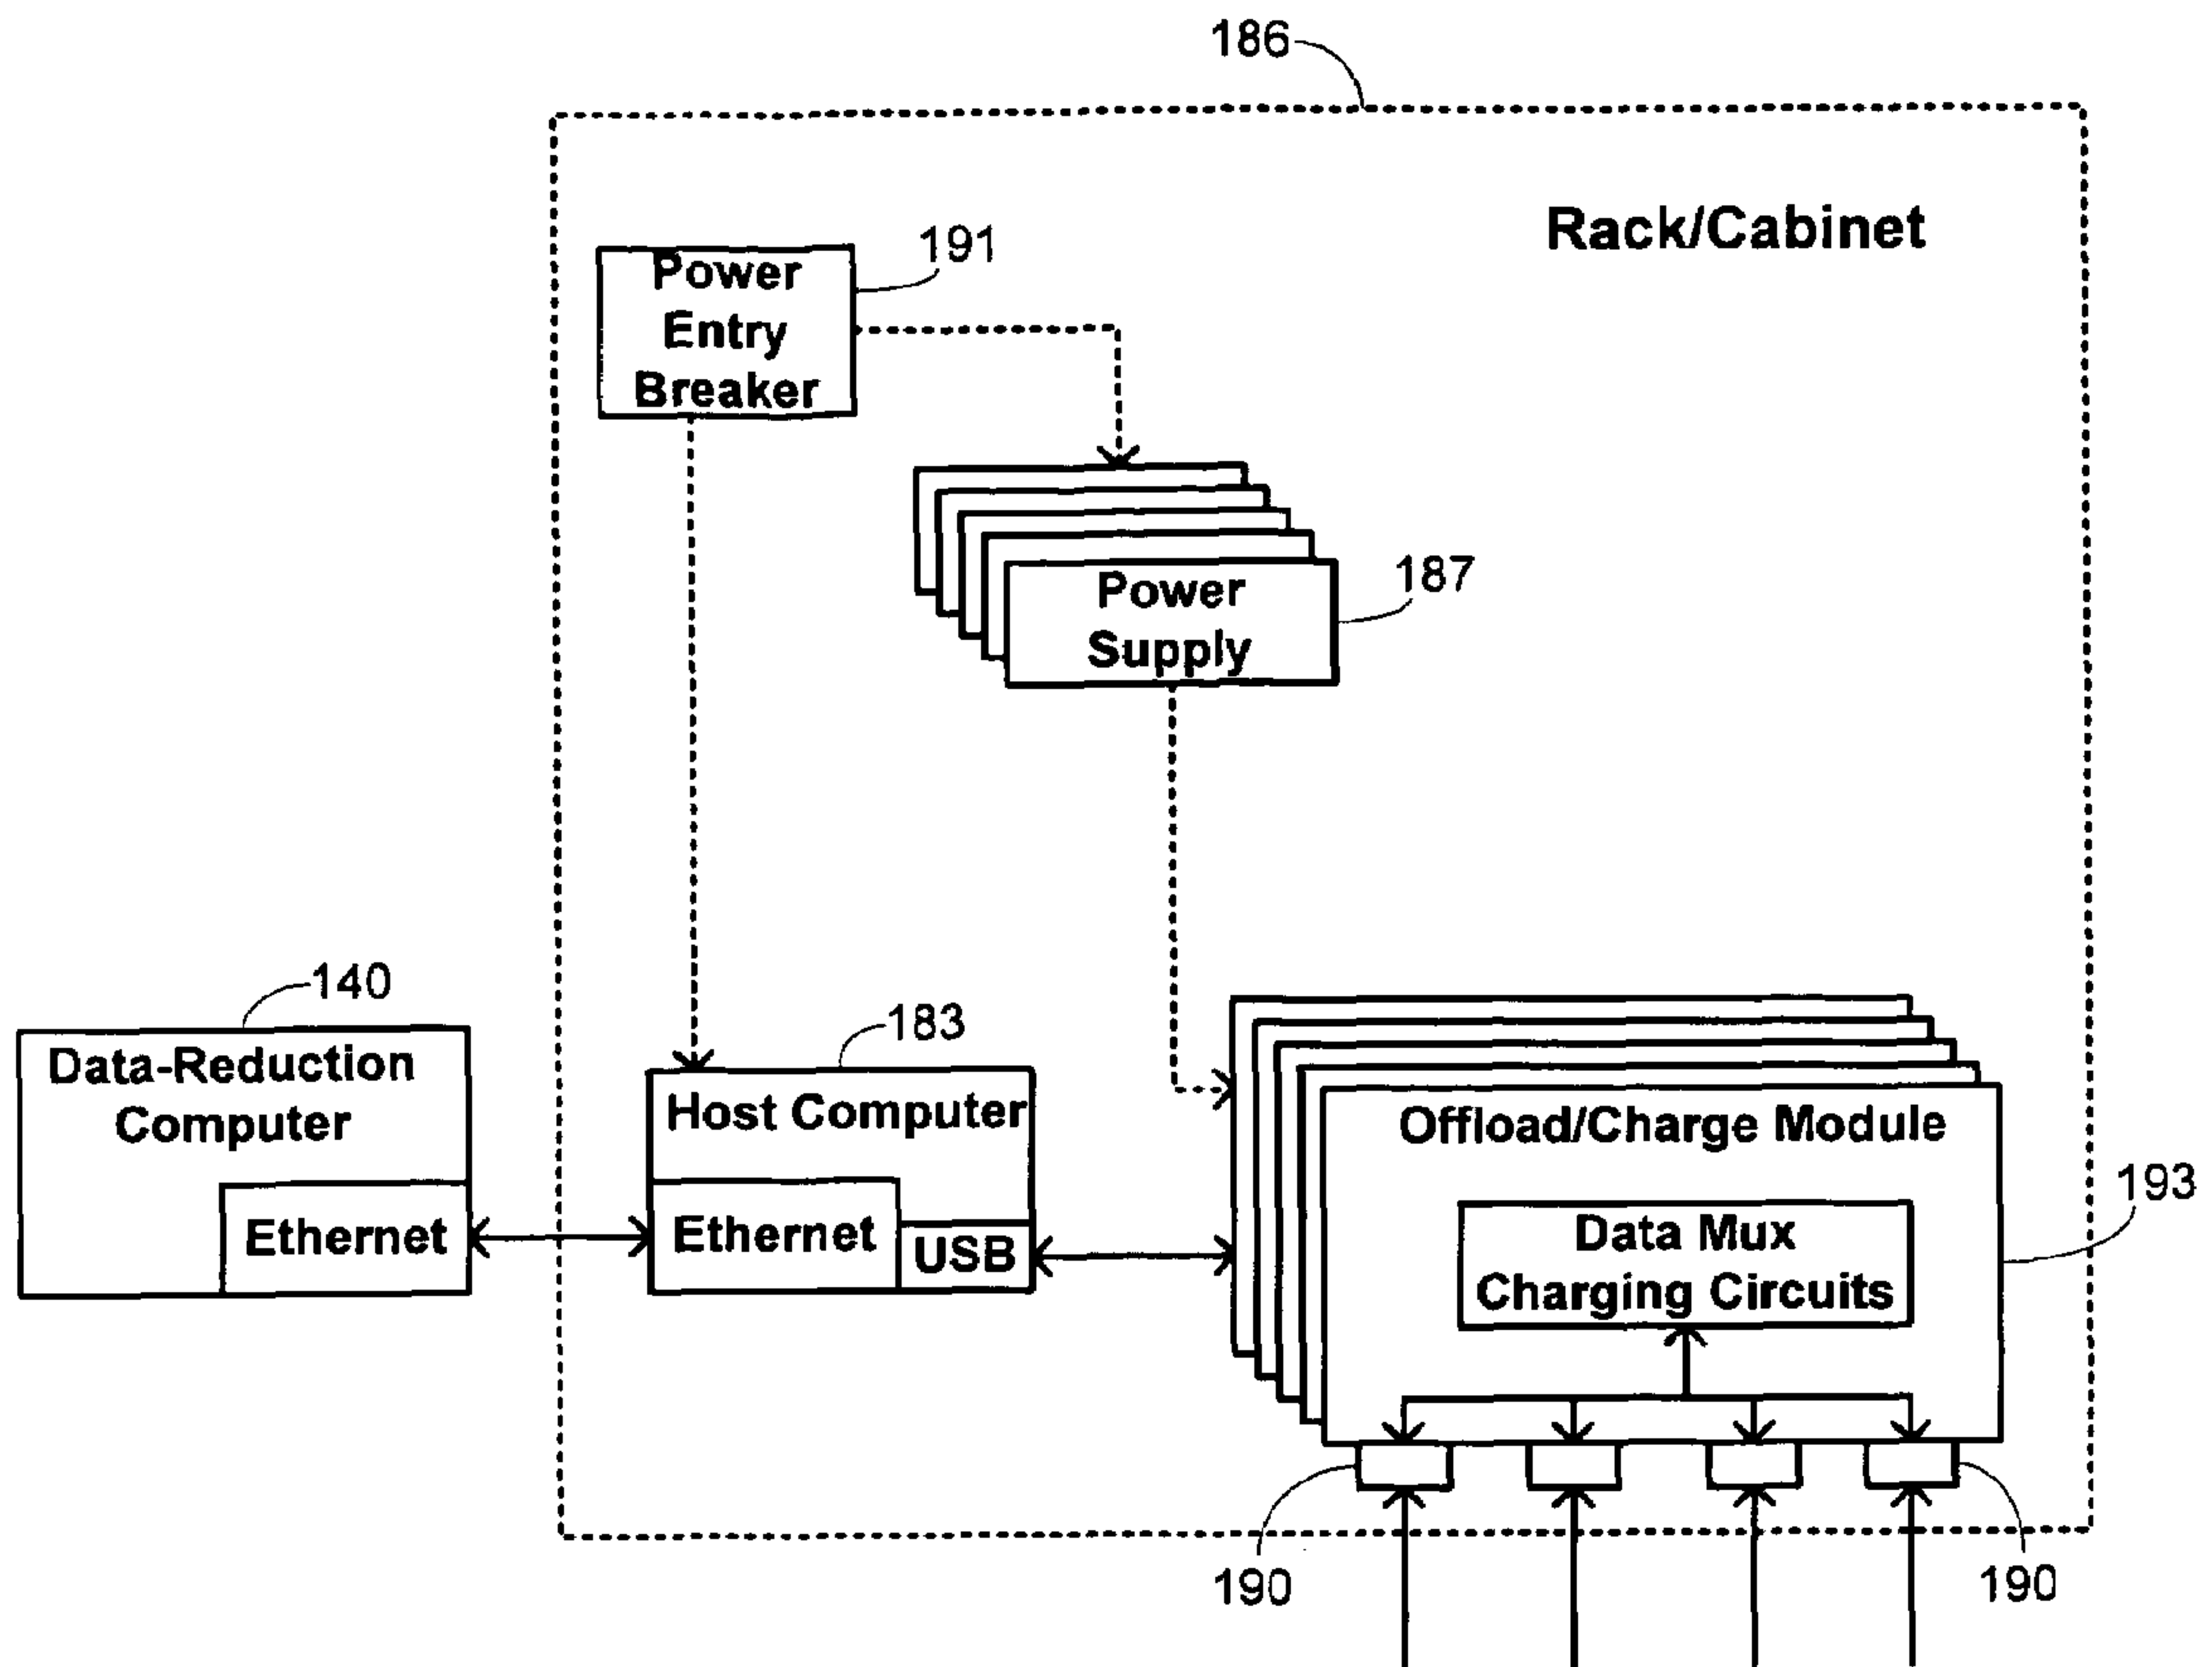 186
Rack/Cabinet
191
Power
Entry
Breaker
187
Power
Supply
140
Data-Reduction
Computer
Ethernet
183
Host Computer
Ethernet
USB
Offload/Charge Module
193
Data Mux
Charging Circuits
190
190